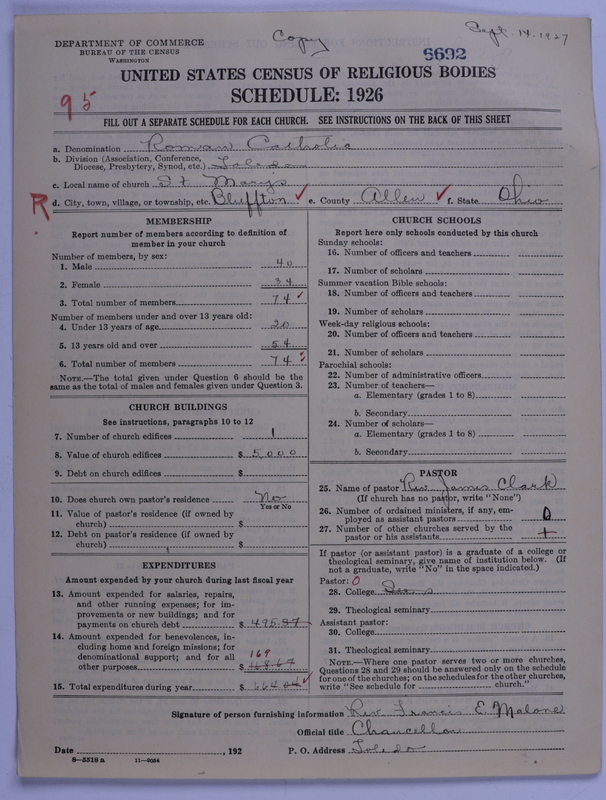 DEPARTMENT OF COMMERCE
BUREAU OF THE CENSUS
WASHINGTON
Copy
Sept. 14, 1927
6692
UNITED STATES CENSUS OF RELIGIOUS BODIES
SCHEDULE: 1926
95
FILL OUT A SEPARATE SCHEDULE FOR EACH CHURCH. SEE INSTRUCTIONS ON THE BACK OF THIS SHEET
a. Denomination Roman Catholic
b. Division (Association, Conference, Diocese, Presbytery, Synod, etc.) Toledo
c. Local name of church St Marys
R
d. City, town, village, or township, etc. Bluffton e. County Allen f. State Ohio
MEMBERSHIP
Report number of members according to definition of
member in your church
Number of members, by sex:
1. Male 40
2. Female 34
3. Total number of members 74
Number of members under and over 13 years old:
4. Under 13 years of age 20
5. 13 years old and over 54
6. Total number of members 74
NOTE.—The total given under Question 6 should be the
same as the total of males and females given under Question 3.
CHURCH BUILDINGS
See instructions, paragraphs 10 to 12
7. Number of church edifices 1
8. Value of church edifices $ 5,000
9. Debt on church edifices $
10. Does church own pastor's residence No
Yes or No
11. Value of pastor's residence (if owned by
church) $
12. Debt on pastor's residence (if owned by
church) $
EXPENDITURES
Amount expended by your church during last fiscal year
13. Amount expended for salaries, repairs,
and other running expenses; for im-
provements or new buildings; and for
payments on church debt $ 495.37
14. Amount expended for benevolences, in-
cluding home and foreign missions; for
denominational support; and for all
other purposes $ 168.67
169
15. Total expenditures during year $ 664.04
CHURCH SCHOOLS
Report here only schools conducted by this church
Sunday schools:
16. Number of officers and teachers
17. Number of scholars
Summer vacation Bible schools:
18. Number of officers and teachers
19. Number of scholars
Week-day religious schools:
20. Number of officers and teachers
21. Number of scholars
Parochial schools:
22. Number of administrative officers
23. Number of teachers—
a. Elementary (grades 1 to 8)
b. Secondary
24. Number of scholars—
a. Elementary (grades 1 to 8)
b. Secondary
PASTOR
25. Name of pastor Rev James Clark
(If church has no pastor, write "None")
26. Number of ordained ministers, if any, em-
ployed as assistant pastors 0
27. Number of other churches served by the
pastor or his assistants
If pastor (or assistant pastor) is a graduate of a college or
theological seminary, give name of institution below. (If
not a graduate, write "No" in the space indicated.)
Pastor: 0
28. College
29. Theological seminary
Assistant pastor:
30. College
31. Theological seminary
NOTE.—Where one pastor serves two or more churches,
Questions 28 and 29 should be answered only on the schedule
for one of the churches; on the schedules for the other churches,
write "See schedule for church."
Signature of person furnishing information Rev. Francis E. Malone
Official title Chancellor
Date , 192 P. O. Address Toledo
8—5518 a 11—9034